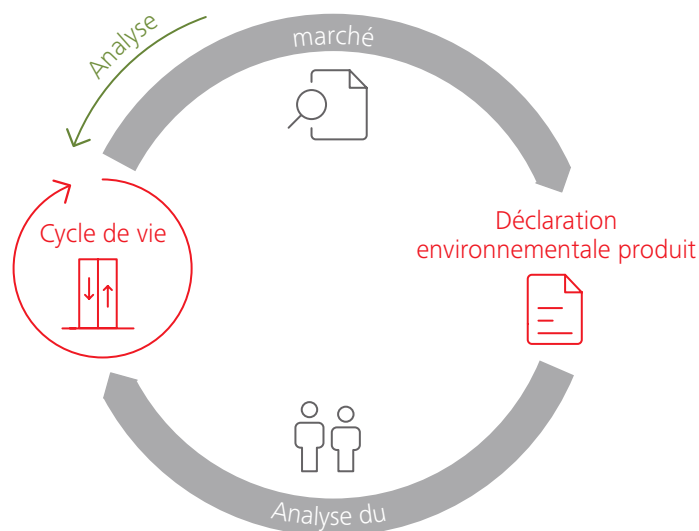 Analyse
marché
Cycle de vie
Déclaration
environnementale produit
Analyse du